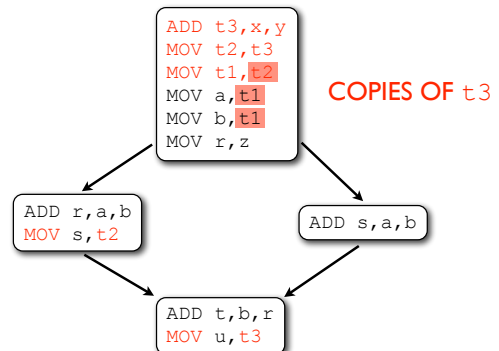 ADD t3,x,y
MOV t2,t3
MOV t1,t2
MOV a,t1
MOV b,t1
MOV r,z
COPIES OF t3
ADD r,a,b
MOV s,t2
ADD s,a,b
ADD t,b,r
MOV u,t3